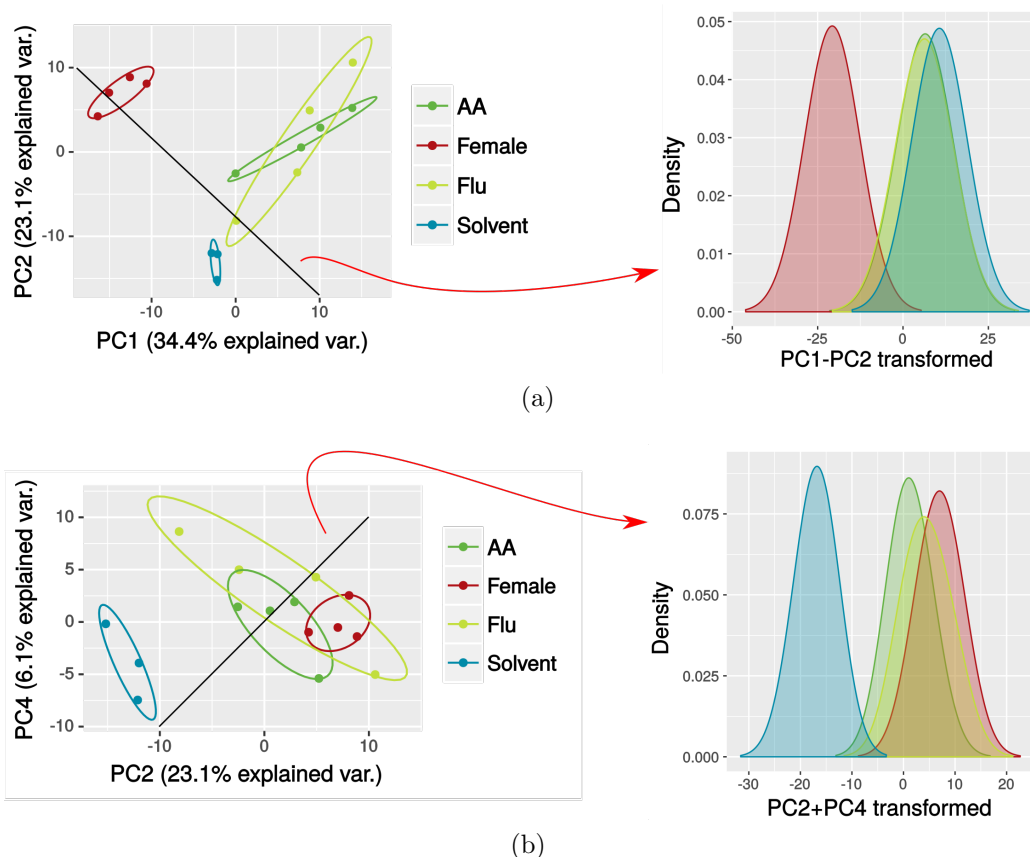 10
0
-10
PC2 (23.1% explained var.)
-10
0
10
PC1 (34.4% explained var.)
AA
Female
Flu
Solvent
0.05
0.04
0.03
0.02
0.01
0.00
Density
-50
-25
0
25
PC1-PC2 transformed
(a)
10
5
0
-5
-10
PC4 (6.1% explained var.)
-10
0
10
PC2 (23.1% explained var.)
AA
Female
Flu
Solvent
0.075
0.050
0.025
0.000
Density
-30
-20
-10
0
10
20
PC2+PC4 transformed
(b)